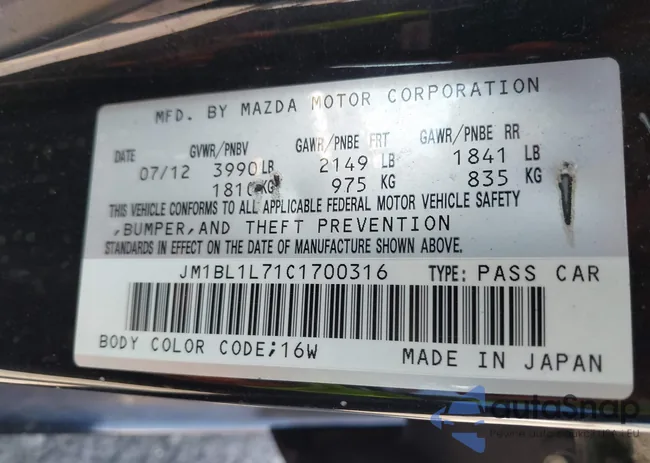 MFD. BY MAZDA MOTOR CORPORATION
DATE GVWR/PNBV GAWR/PNBE FRT GAWR/PNBE RR
07/12 3990 LB 2149 LB 1841 LB
1810 KG 975 KG 835 KG
THIS VEHICLE CONFORMS TO ALL APPLICABLE FEDERAL MOTOR VEHICLE SAFETY
,BUMPER,AND THEFT PREVENTION
STANDARDS IN EFFECT ON THE DATE OF MANUFACTURE SHOWN ABOVE.
JM1BL1L71C1700316 TYPE: PASS CAR
BODY COLOR CODE;16W MADE IN JAPAN
autoSnap